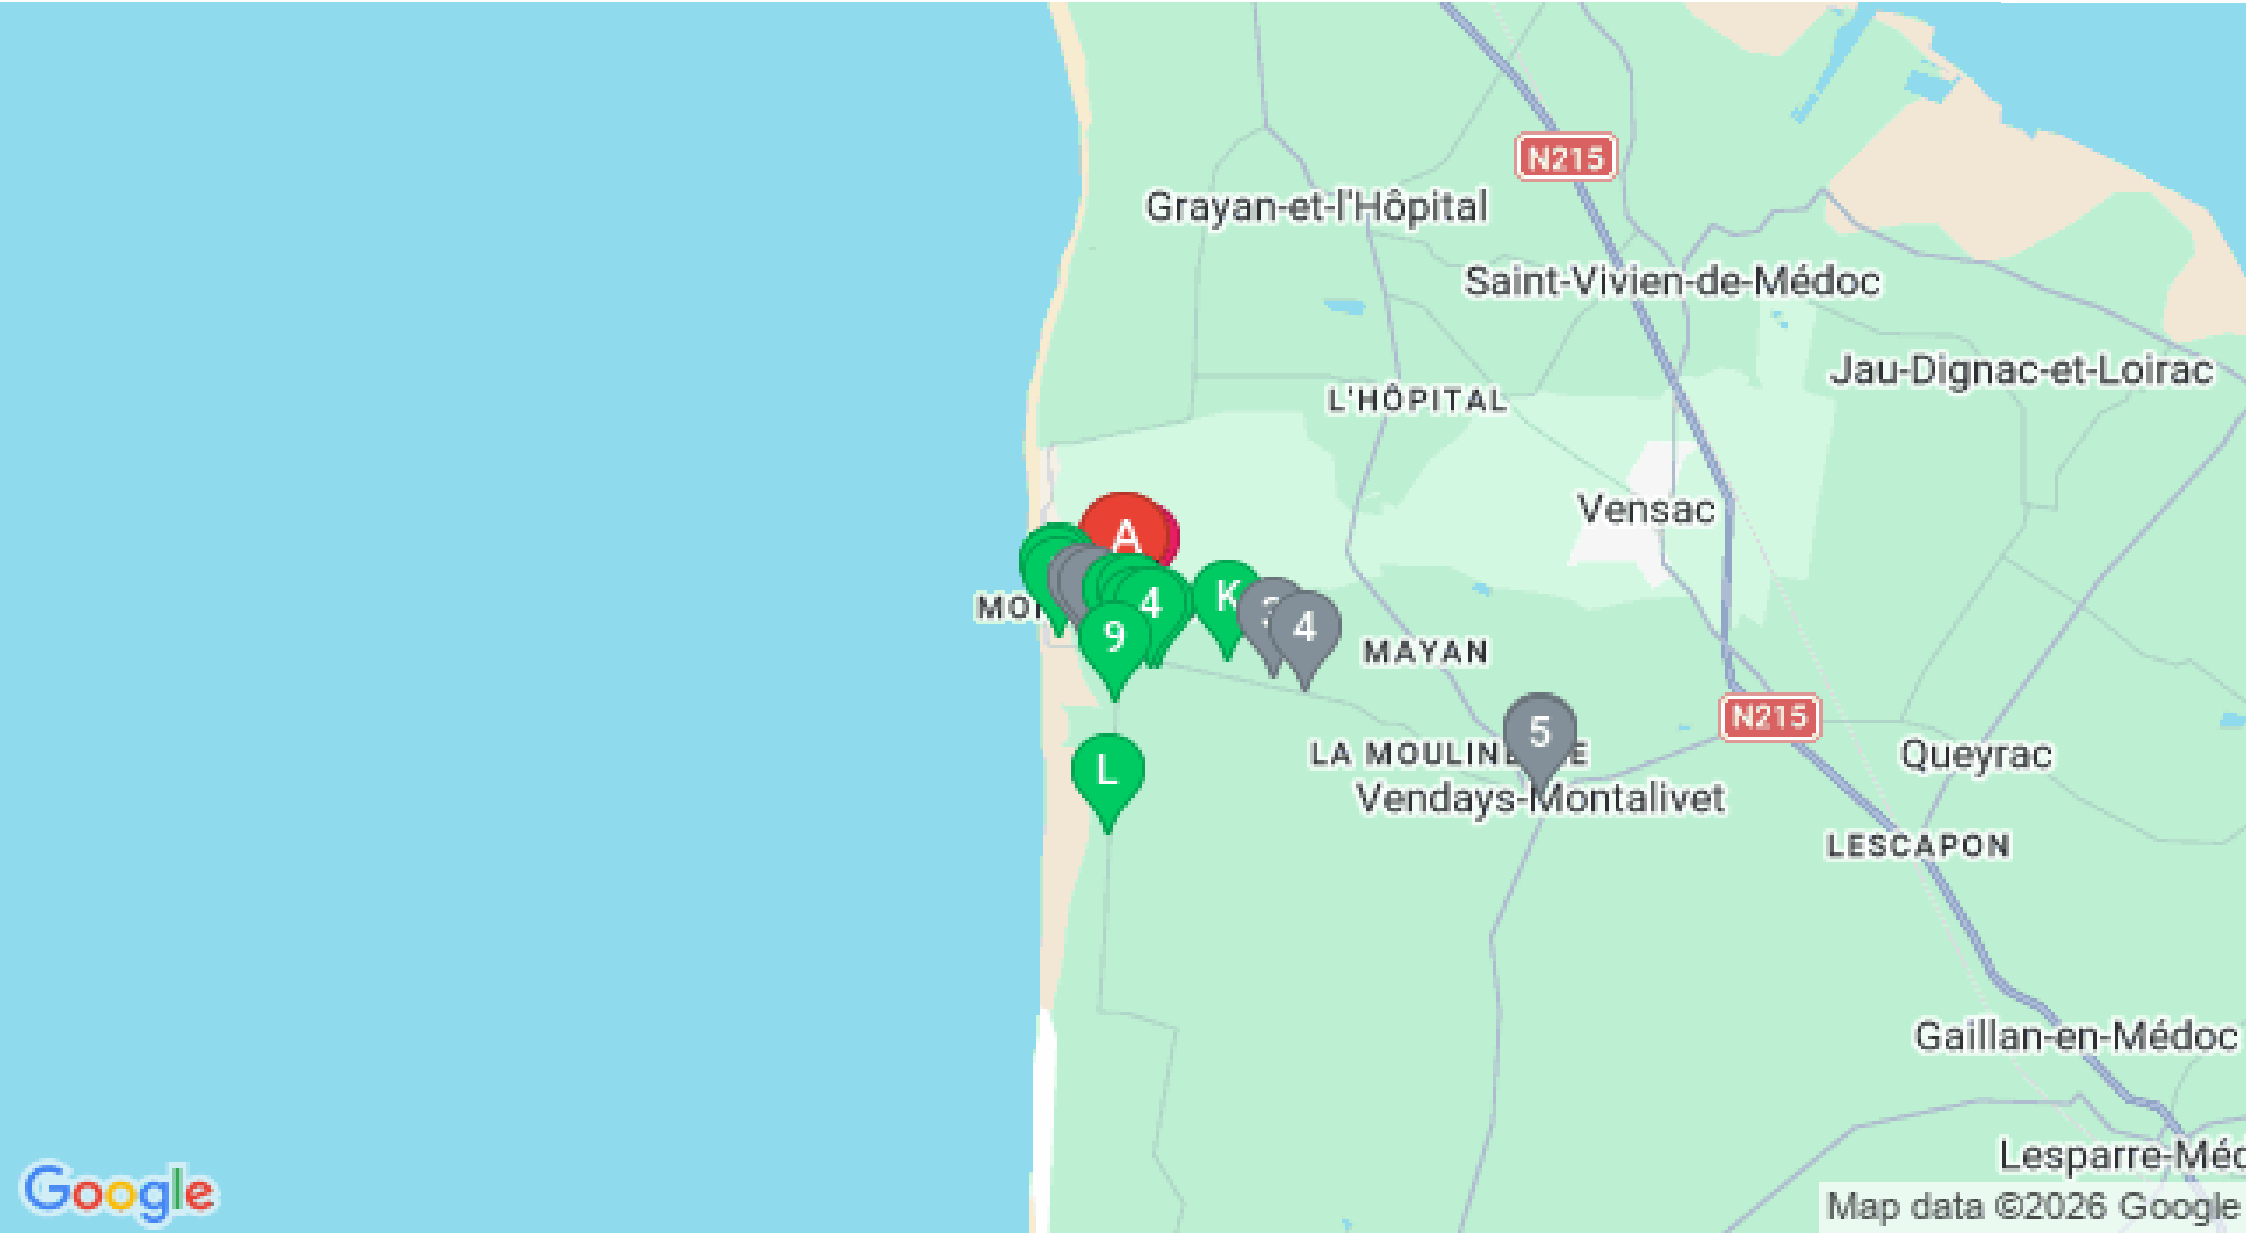 N215
Grayan-et-l'Hôpital
Saint-Vivien-de-Médoc
Jau-Dignac-et-Loirac
L'HÔPITAL
Vensac
A
K
4
4
9
MAYAN
N215
5
L
Queyrac
Vendays-Montalivet
LESCAPON
Gaillan-en-Médoc
Google
Map data ©2026 Google